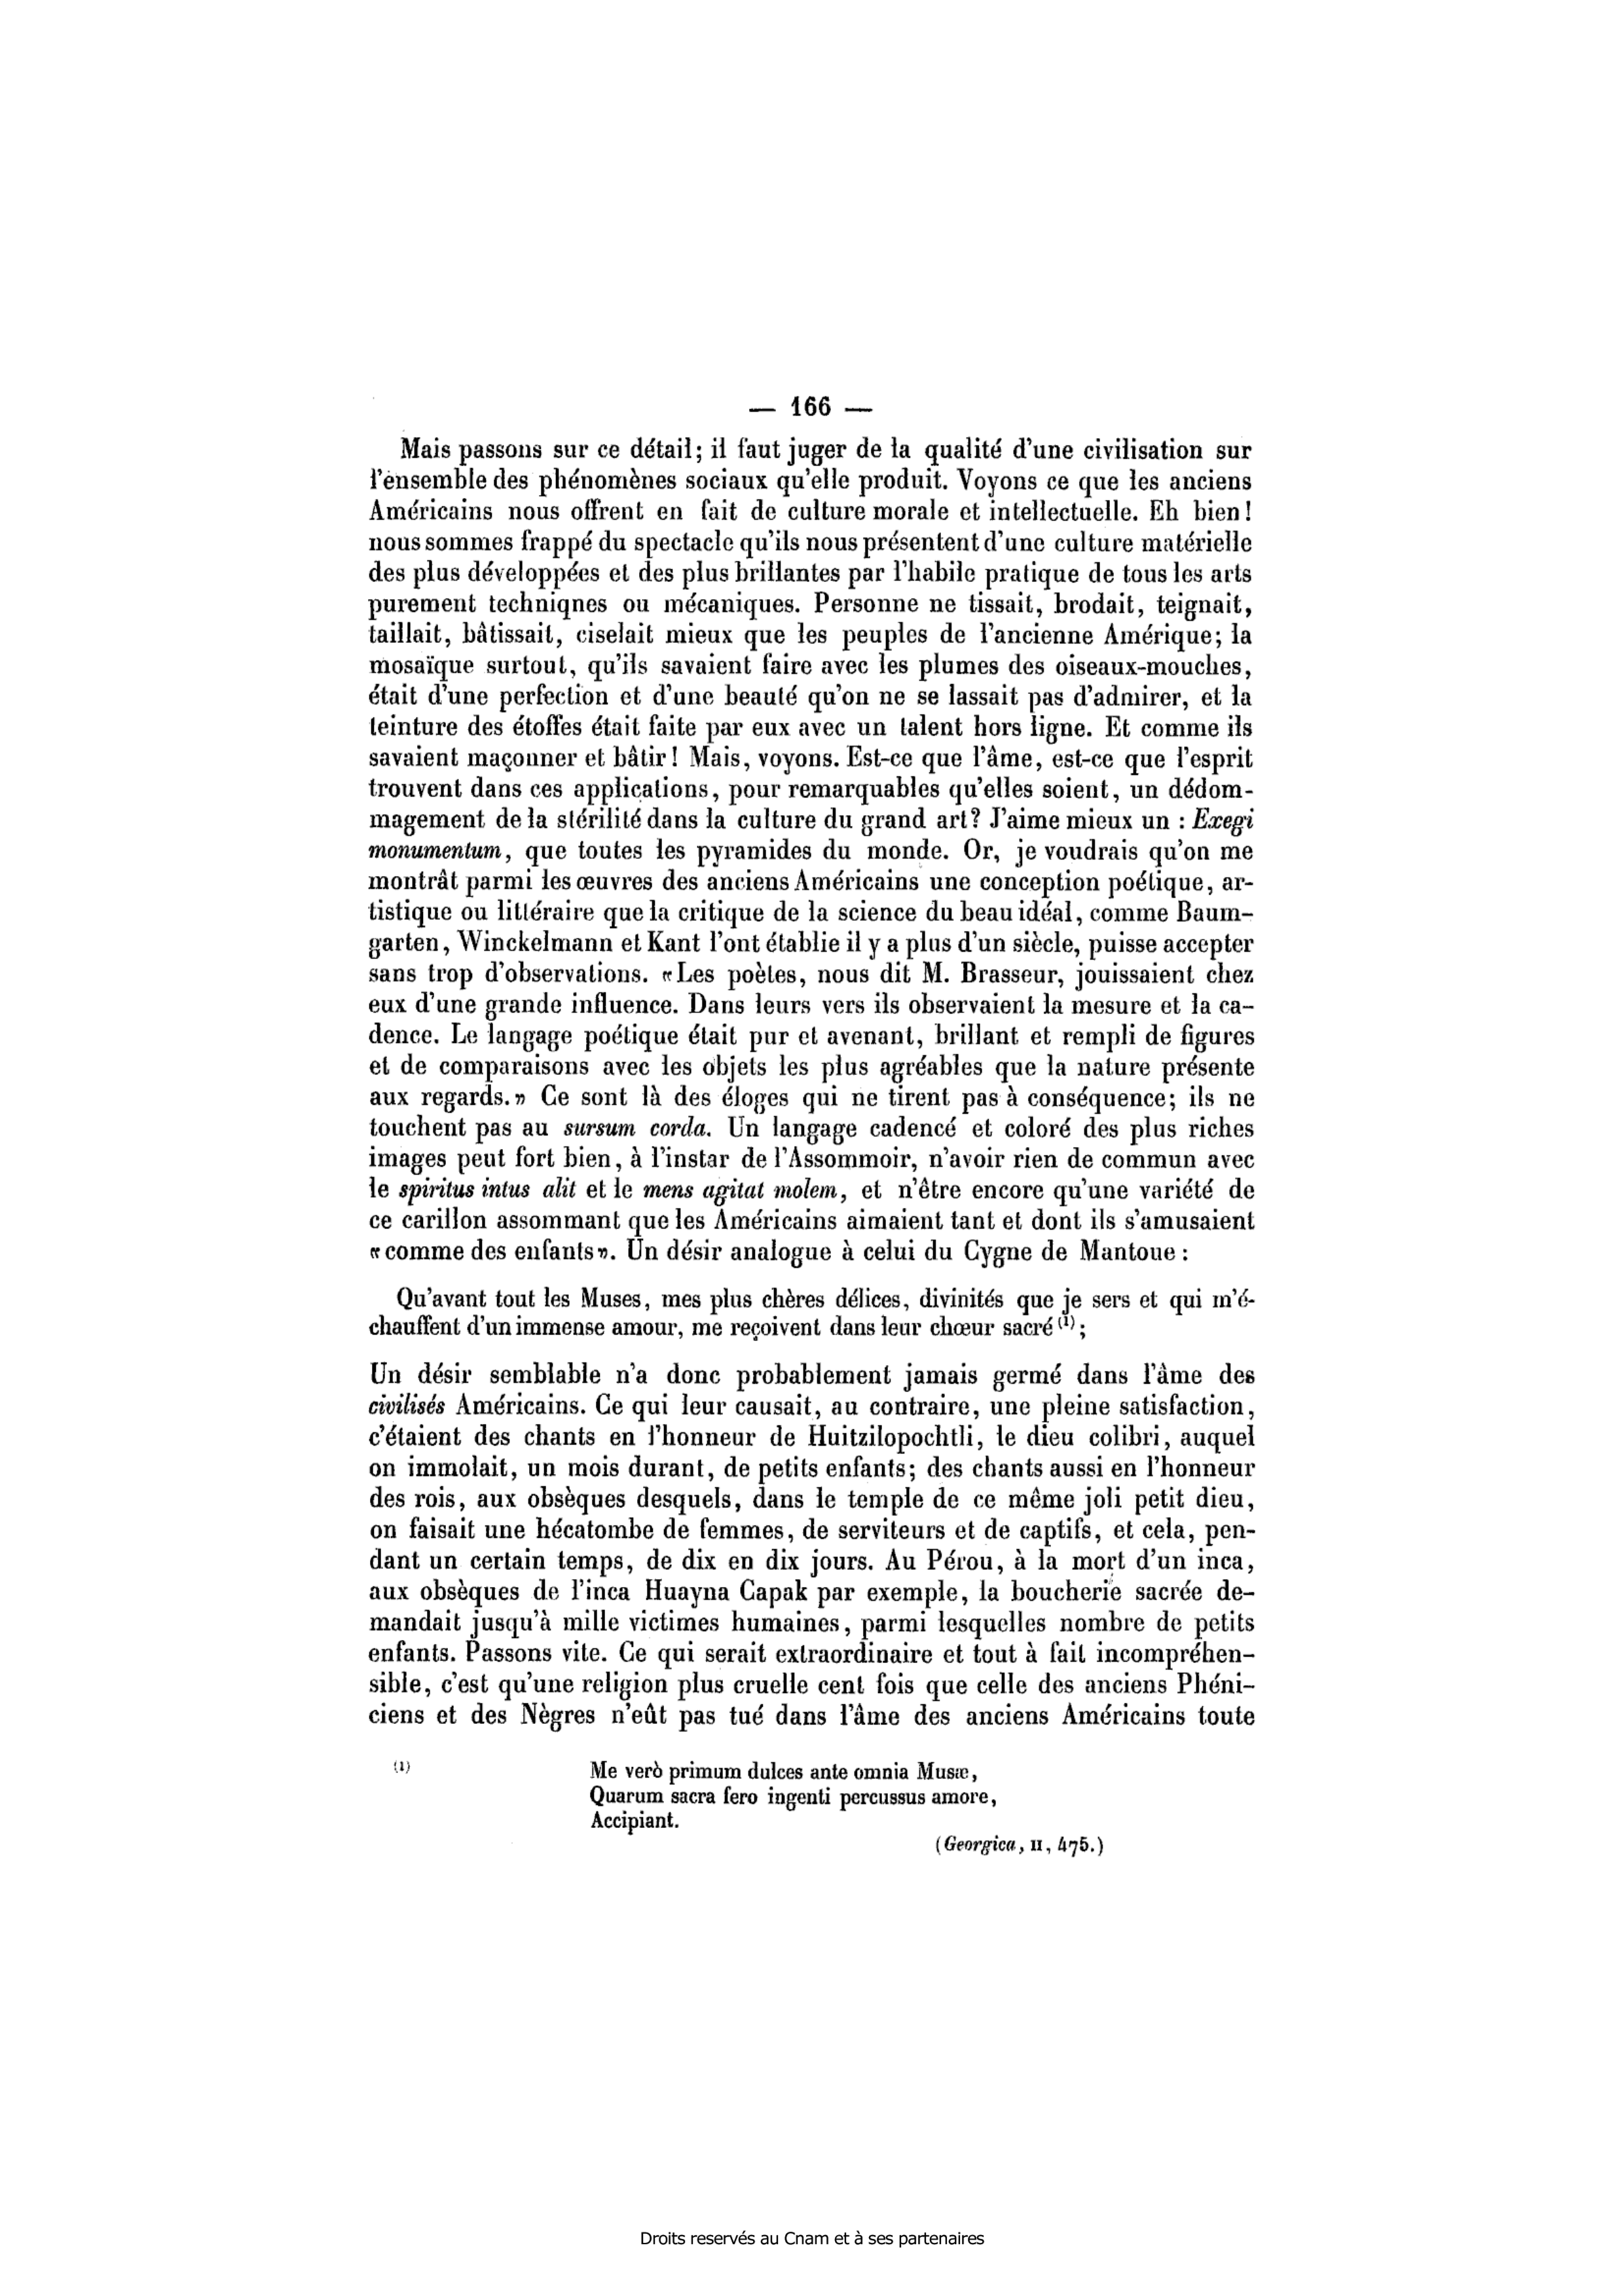 — 166 —
Mais passons sur ce détail; il faut juger de la qualité d'une civilisation sur
l'ensemble des phénomènes sociaux qu'elle produit. Voyons ce que les anciens
Américains nous offrent en fait de culture morale et intellectuelle. Eh bien!
nous sommes frappé du spectacle qu'ils nous présentent d'une culture matérielle
des plus développées et des plus brillantes par l'habile pratique de tous les arts
purement techniqnes ou mécaniques. Personne ne tissait, brodait, teignait,
taillait, bâtissait, ciselait mieux que les peuples de l'ancienne Amérique; la
mosaïque surtout, qu'ils savaient faire avec les plumes des oiseaux-mouches,
était d'une perfection et d'une beauté qu'on ne se lassait pas d'admirer, et la
teinture des étoffes était faite par eux avec un talent hors ligne. Et comme ils
savaient maçonner et bâtir! Mais, voyons. Est-ce que l'âme, est-ce que l'esprit
trouvent dans ces applications, pour remarquables qu'elles soient, un dédom-
magement de la stérilité dans la culture du grand art? J'aime mieux un : Exegi
monumentum, que toutes les pyramides du monde. Or, je voudrais qu'on me
montrât parmi les œuvres des anciens Américains une conception poétique, ar-
tistique ou littéraire que la critique de la science du beau idéal, comme Baum-
garten, Winckelmann et Kant l'ont établie il y a plus d'un siècle, puisse accepter
sans trop d'observations. «Les poètes, nous dit M. Brasseur, jouissaient chez
eux d'une grande influence. Dans leurs vers ils observaient la mesure et la ca-
dence. Le langage poétique était pur et avenant, brillant et rempli de figures
et de comparaisons avec les objets les plus agréables que la nature présente
aux regards.» Ce sont là des éloges qui ne tirent pas à conséquence; ils ne
touchent pas au sursum corda. Un langage cadencé et coloré des plus riches
images peut fort bien, à l'instar de l'Assommoir, n'avoir rien de commun avec
le spiritus intus alit et le mens agitat molem, et n'être encore qu'une variété de
ce carillon assommant que les Américains aimaient tant et dont ils s'amusaient
«comme des enfants». Un désir analogue à celui du Cygne de Mantoue :
Qu'avant tout les Muses, mes plus chères délices, divinités que je sers et qui m'é-
chauffent d'un immense amour, me reçoivent dans leur chœur sacré (1) ;
Un désir semblable n'a donc probablement jamais germé dans l'âme des
civilisés Américains. Ce qui leur causait, au contraire, une pleine satisfaction,
c'étaient des chants en l'honneur de Huitzilopochtli, le dieu colibri, auquel
on immolait, un mois durant, de petits enfants; des chants aussi en l'honneur
des rois, aux obsèques desquels, dans le temple de ce même joli petit dieu,
on faisait une hécatombe de femmes, de serviteurs et de captifs, et cela, pen-
dant un certain temps, de dix en dix jours. Au Pérou, à la mort d'un inca,
aux obsèques de l'inca Huayna Capak par exemple, la boucherie sacrée de-
mandait jusqu'à mille victimes humaines, parmi lesquelles nombre de petits
enfants. Passons vite. Ce qui serait extraordinaire et tout à fait incompréhen-
sible, c'est qu'une religion plus cruelle cent fois que celle des anciens Phéni-
ciens et des Nègres n'eût pas tué dans l'âme des anciens Américains toute
(1) Me verò primum dulces ante omnia Musæ,
Quarum sacra fero ingenti percussus amore,
Accipiant.
(Georgica, II, 475.)
Droits reservés au Cnam et à ses partenaires